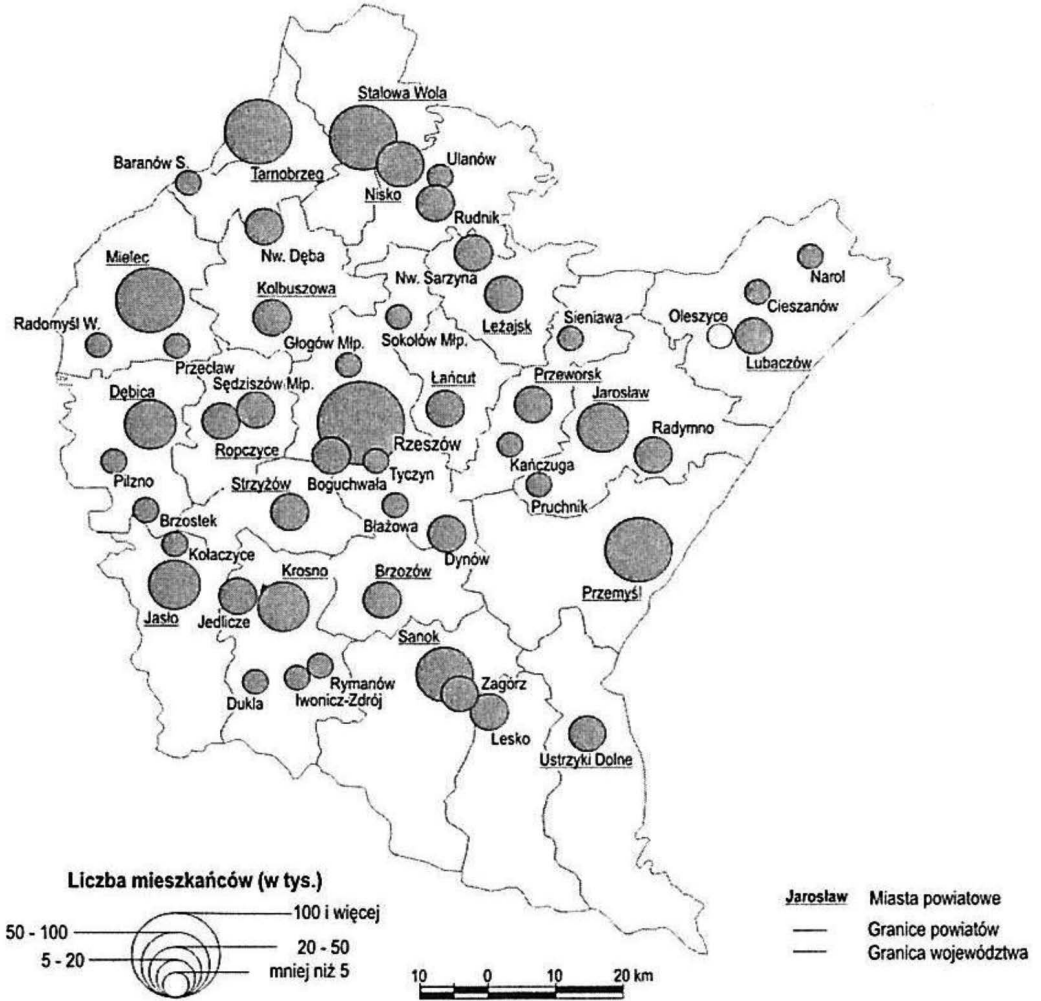 Stalowa Wola
Tarnobrzeg
Baranów S.
Ulanów
Nisko
Rudnik
Nw. Dęba
Mielec
Nw. Sarzyna
Narol
Kolbuszowa
Cieszanów
Leżajsk
Sieniawa
Oleszyce
Radomyśl W.
Sokołów Młp.
Lubaczów
Przecław
Głogów Młp.
Sędziszów Młp.
Łańcut
Przeworsk
Dębica
Jarosław
Radymno
Rzeszów
Ropczyce
Kańczuga
Pilzno
Boguchwała
Tyczyn
Strzyżów
Pruchnik
Brzostek
Błażowa
Kołaczyce
Dynów
Krosno
Brzozów
Przemyśl
Jasło
Jedlicze
Sanok
Rymanów
Zagórz
Dukla
Iwonicz-Zdrój
Lesko
Ustrzyki Dolne
Liczba mieszkańców (w tys.)
100 i więcej
50 - 100
20 - 50
5 - 20
mniej niż 5
10 0 10 20 km
Jarosław Miasta powiatowe
Granice powiatów
Granica województwa